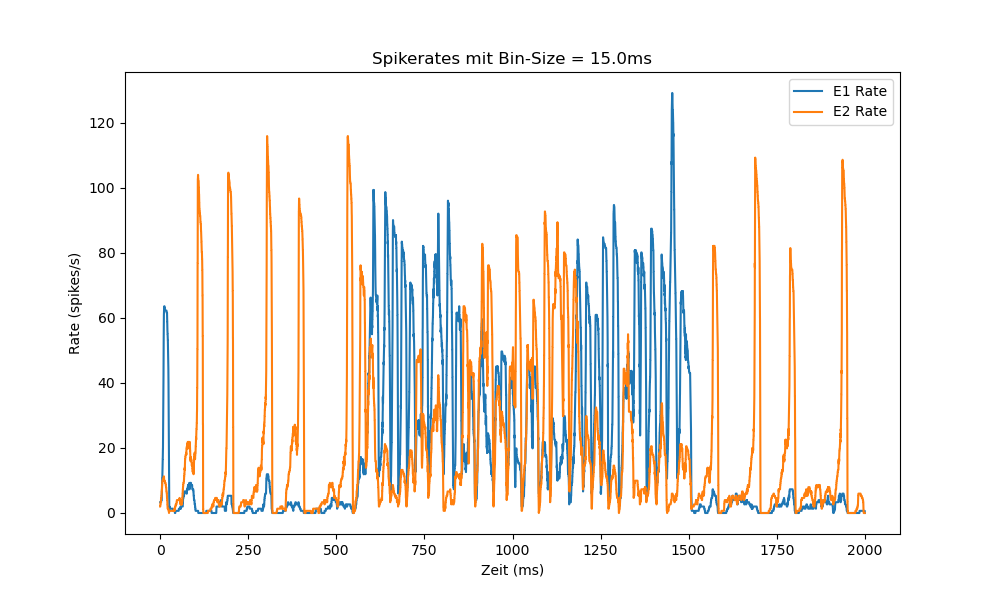 Spikerates mit Bin-Size = 15.0ms
E1 Rate
E2 Rate
120
100
80
60
40
20
0
Rate (spikes/s)
0 250 500 750 1000 1250 1500 1750 2000
Zeit (ms)